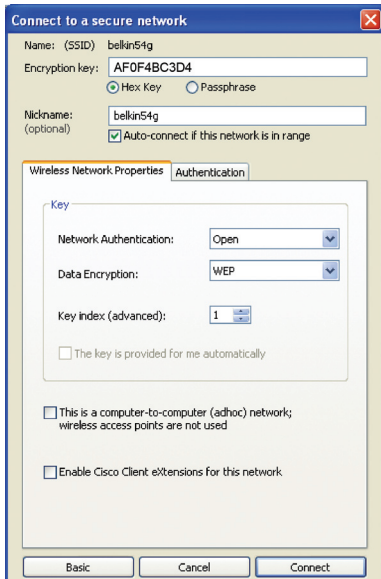 Connect to a secure network
Name: (SSID) belkin54g
Encryption key: AF0F4BC3D4
Hex Key Passphrase
Nickname: belkin54g
(optional)
Auto-connect if this network is in range
Wireless Network Properties Authentication
Key
Network Authentication: Open
Data Encryption: WEP
Key index (advanced): 1
The key is provided for me automatically
This is a computer-to-computer (adhoc) network;
wireless access points are not used
Enable Cisco Client eXtensions for this network
Basic Cancel Connect